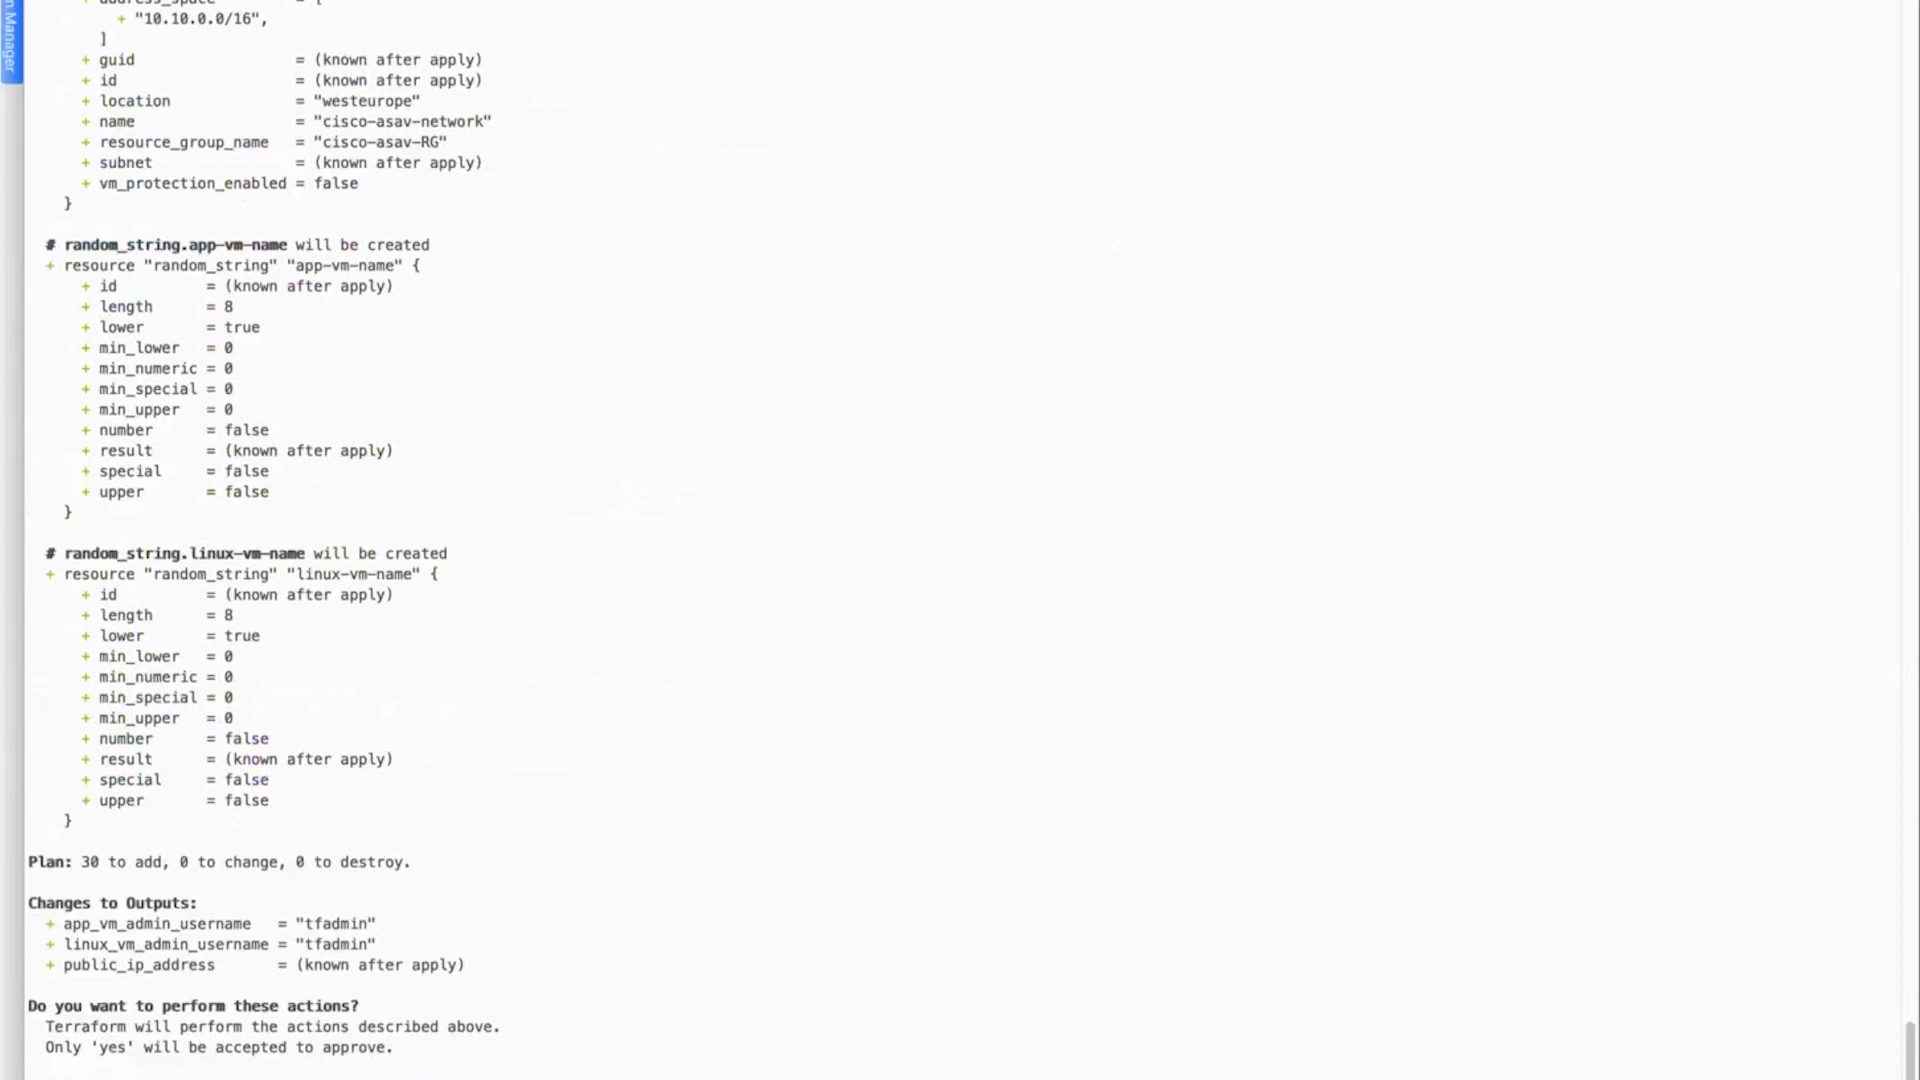 n Manager
address_space = [
+ "10.10.0.0/16",
]
+ guid = (known after apply)
+ id = (known after apply)
+ location = "westeurope"
+ name = "cisco-asav-network"
+ resource_group_name = "cisco-asav-RG"
+ subnet = (known after apply)
+ vm_protection_enabled = false
}
# random_string.app-vm-name will be created
+ resource "random_string" "app-vm-name" {
+ id = (known after apply)
+ length = 8
+ lower = true
+ min_lower = 0
+ min_numeric = 0
+ min_special = 0
+ min_upper = 0
+ number = false
+ result = (known after apply)
+ special = false
+ upper = false
}
# random_string.linux-vm-name will be created
+ resource "random_string" "linux-vm-name" {
+ id = (known after apply)
+ length = 8
+ lower = true
+ min_lower = 0
+ min_numeric = 0
+ min_special = 0
+ min_upper = 0
+ number = false
+ result = (known after apply)
+ special = false
+ upper = false
}
Plan: 30 to add, 0 to change, 0 to destroy.
Changes to Outputs:
+ app_vm_admin_username = "tfadmin"
+ linux_vm_admin_username = "tfadmin"
+ public_ip_address = (known after apply)
Do you want to perform these actions?
Terraform will perform the actions described above.
Only 'yes' will be accepted to approve.